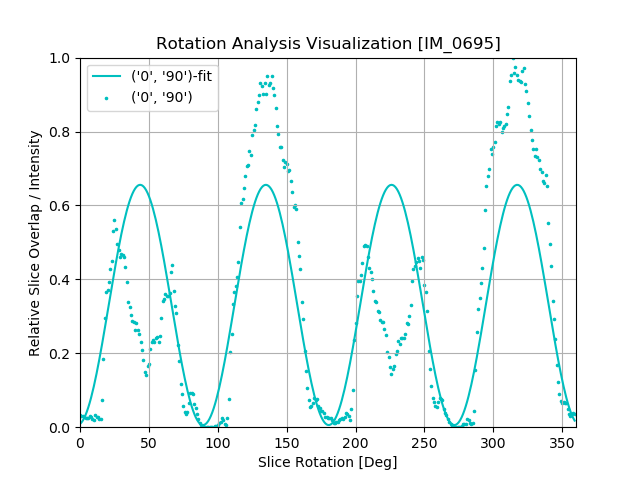 Rotation Analysis Visualization [IM_0695]
('0', '90')-fit
('0', '90')
Relative Slice Overlap / Intensity
1.0
0.8
0.6
0.4
0.2
0.0
0 50 100 150 200 250 300 350
Slice Rotation [Deg]